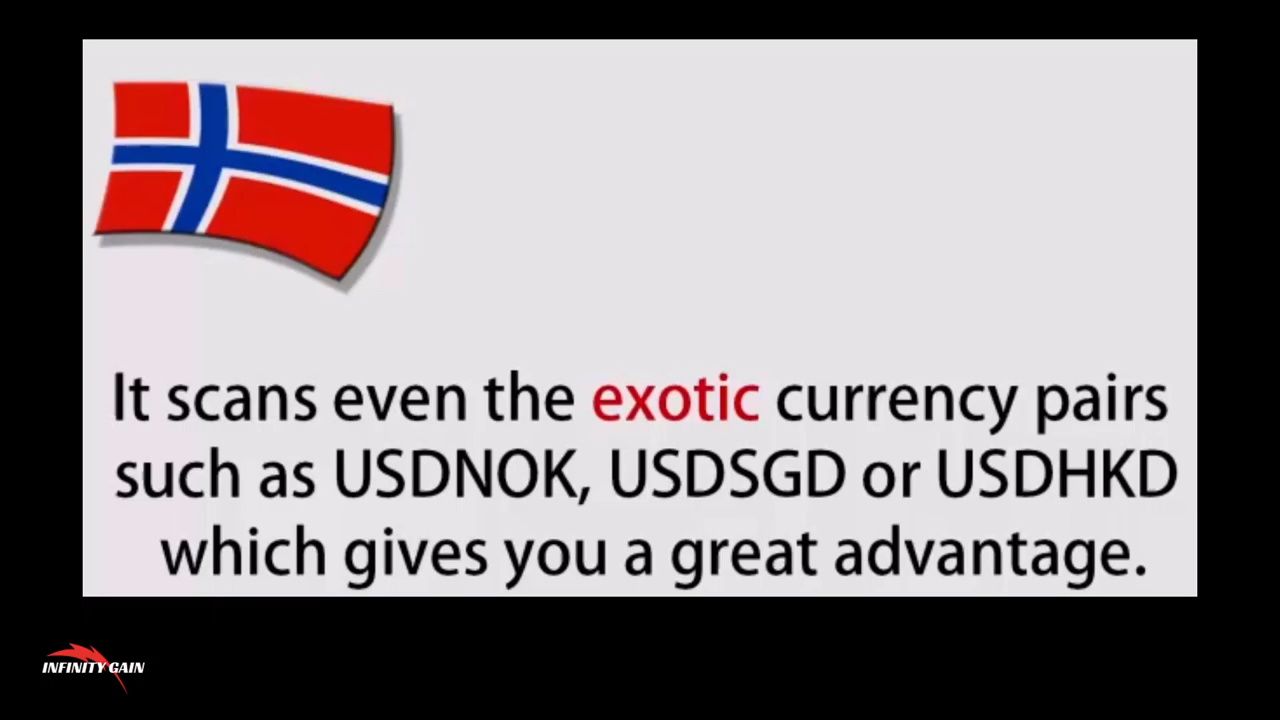 It scans even the exotic currency pairs
such as USDNOK, USDSGD or USDHKD
which gives you a great advantage.
INFINITY GAIN